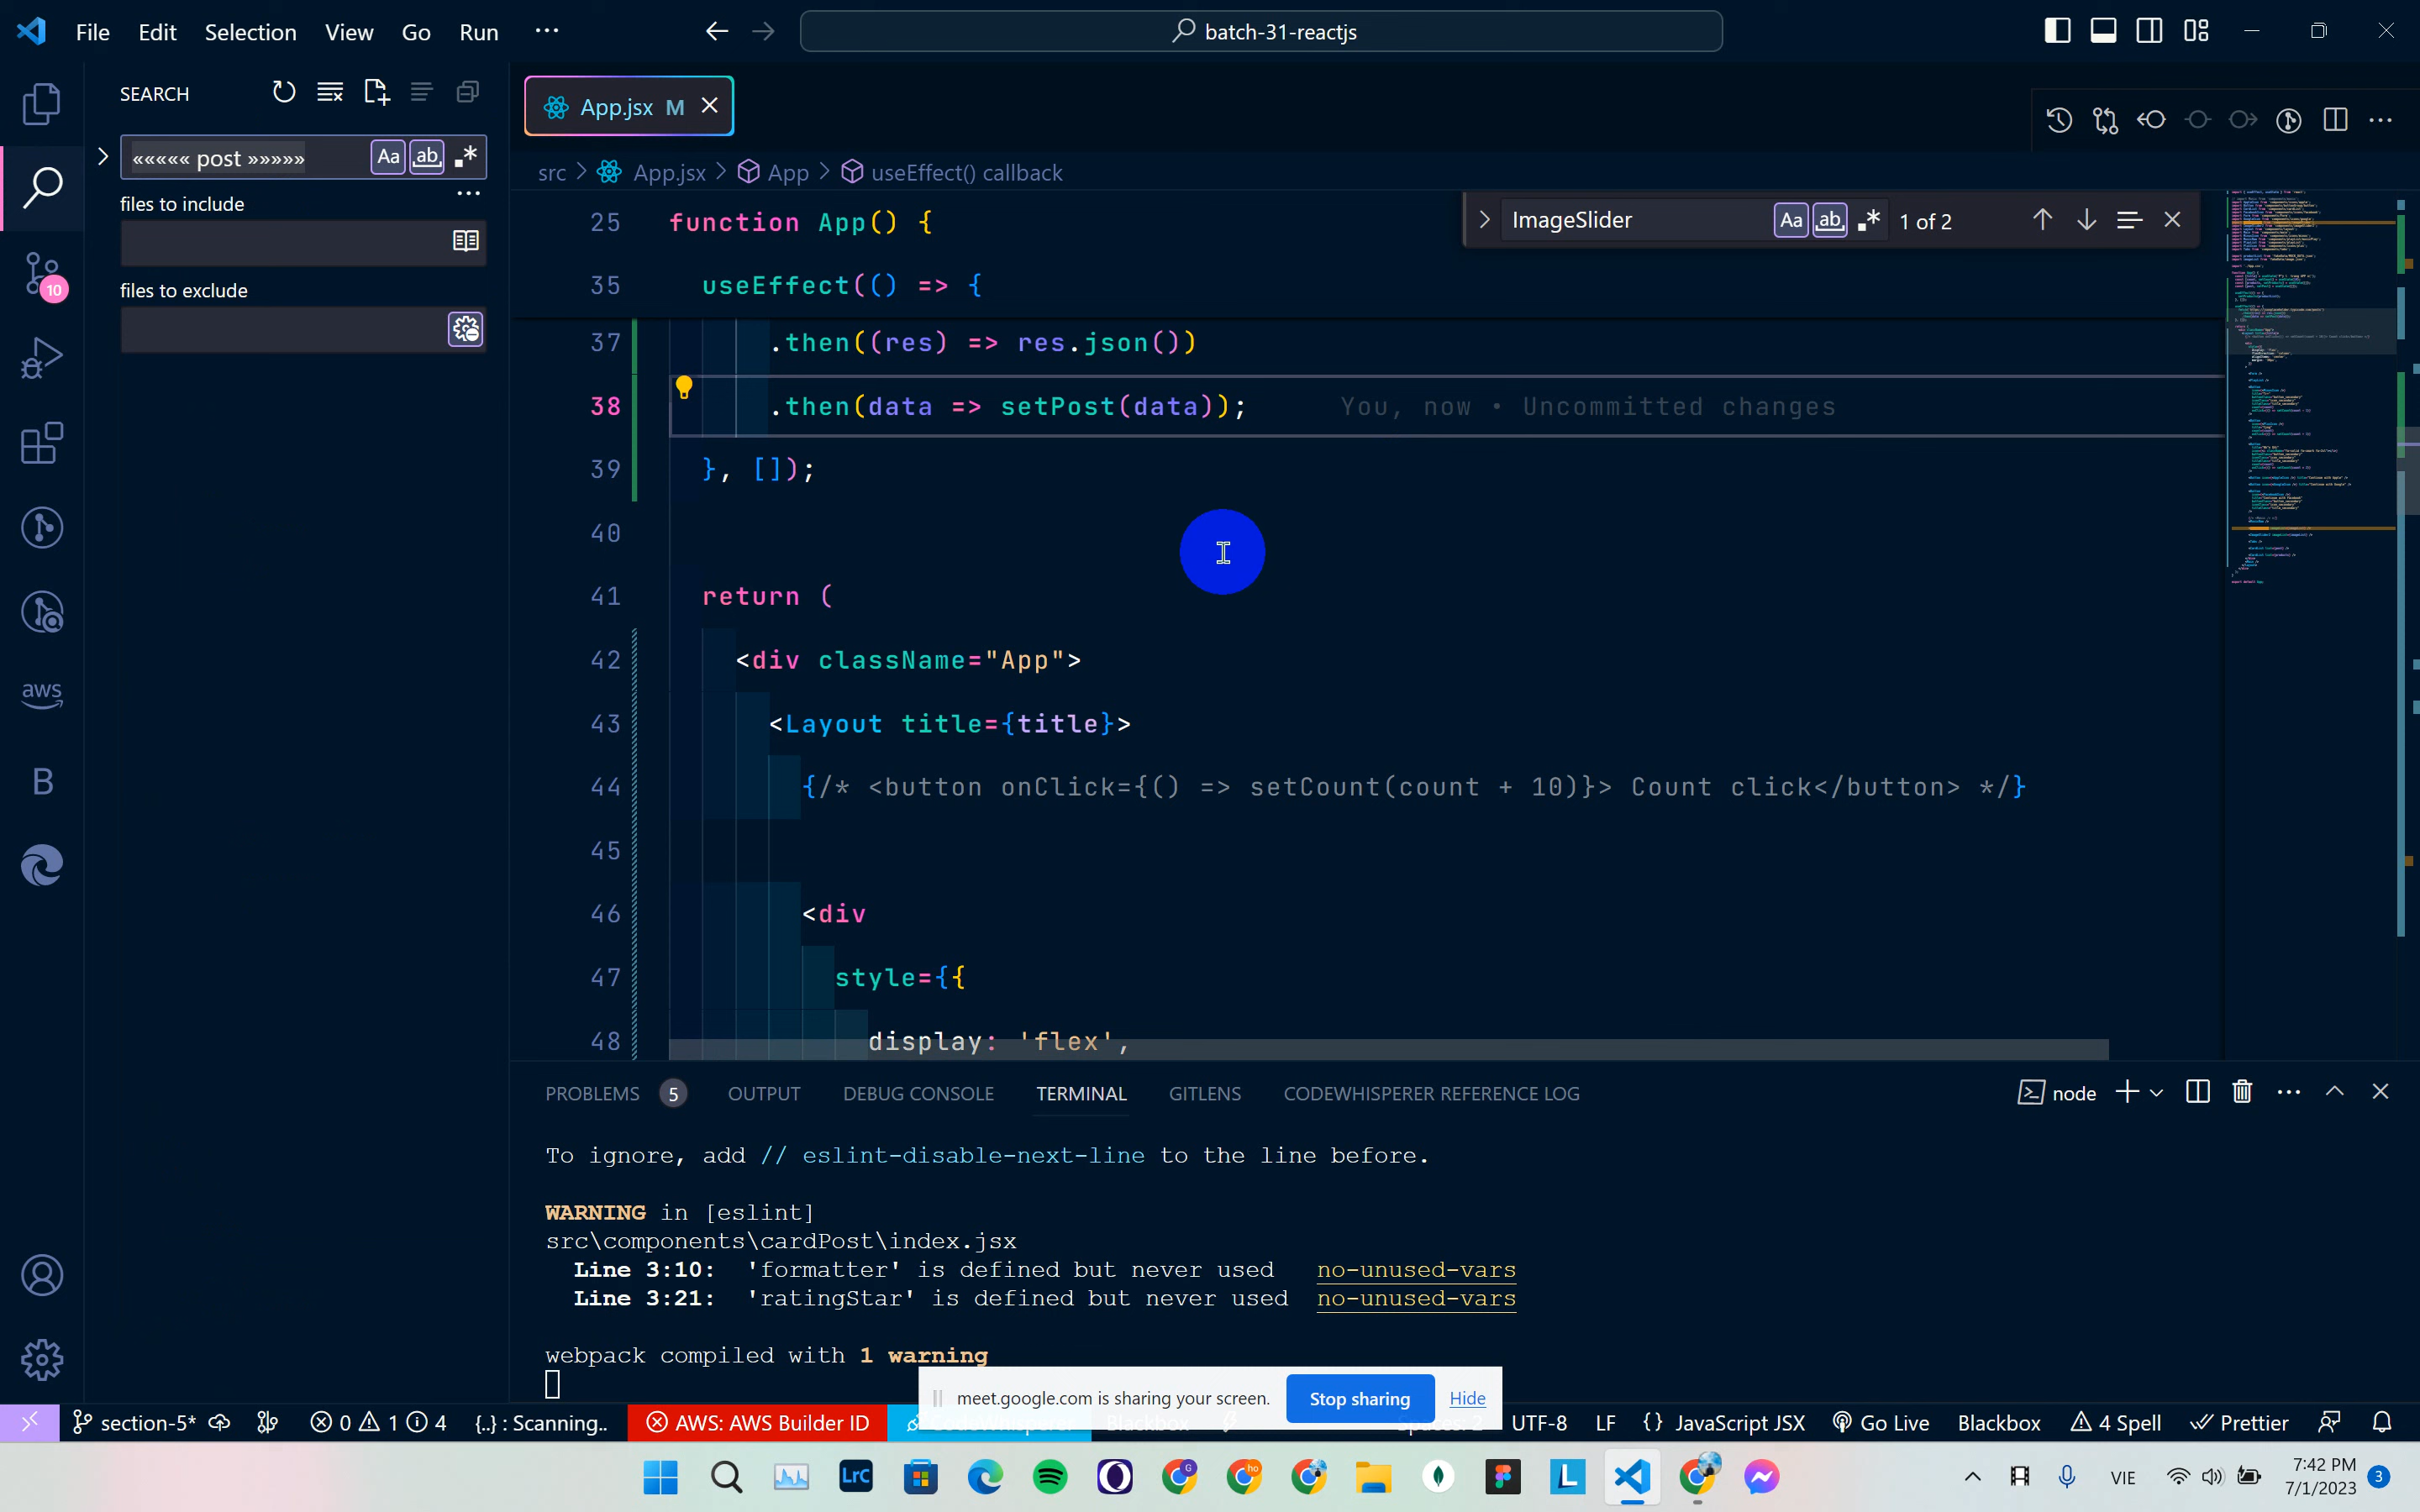 File Edit Selection View Go Run ··· batch-31-reactjs
SEARCH
««««« post »»»»» Aa ab
files to include
files to exclude
10
aws
B
App.jsx M
src > App.jsx > App > useEffect() callback
ImageSlider Aa ab 1 of 2
25 function App() {
35 useEffect(() => {
37 .then((res) => res.json())
38 .then(data => setPost(data)); You, now • Uncommitted changes
39 }, []);
40
41 return (
42 <div className="App">
43 <Layout title={title}>
44 {/* <button onClick={() => setCount(count + 10)}> Count click</button> */}
45
46 <div
47 style={{
48 display: 'flex',
PROBLEMS 5 OUTPUT DEBUG CONSOLE TERMINAL GITLENS CODEWHISPERER REFERENCE LOG node
To ignore, add // eslint-disable-next-line to the line before.
WARNING in [eslint]
src\components\cardPost\index.jsx
Line 3:10: 'formatter' is defined but never used no-unused-vars
Line 3:21: 'ratingStar' is defined but never used no-unused-vars
webpack compiled with 1 warning
meet.google.com is sharing your screen. Stop sharing Hide
section-5* 0 1 4 {..} : Scanning.. AWS: AWS Builder ID UTF-8 LF {} JavaScript JSX Go Live Blackbox 4 Spell Prettier
LrC G ho L VIE 7:42 PM 3
7/1/2023